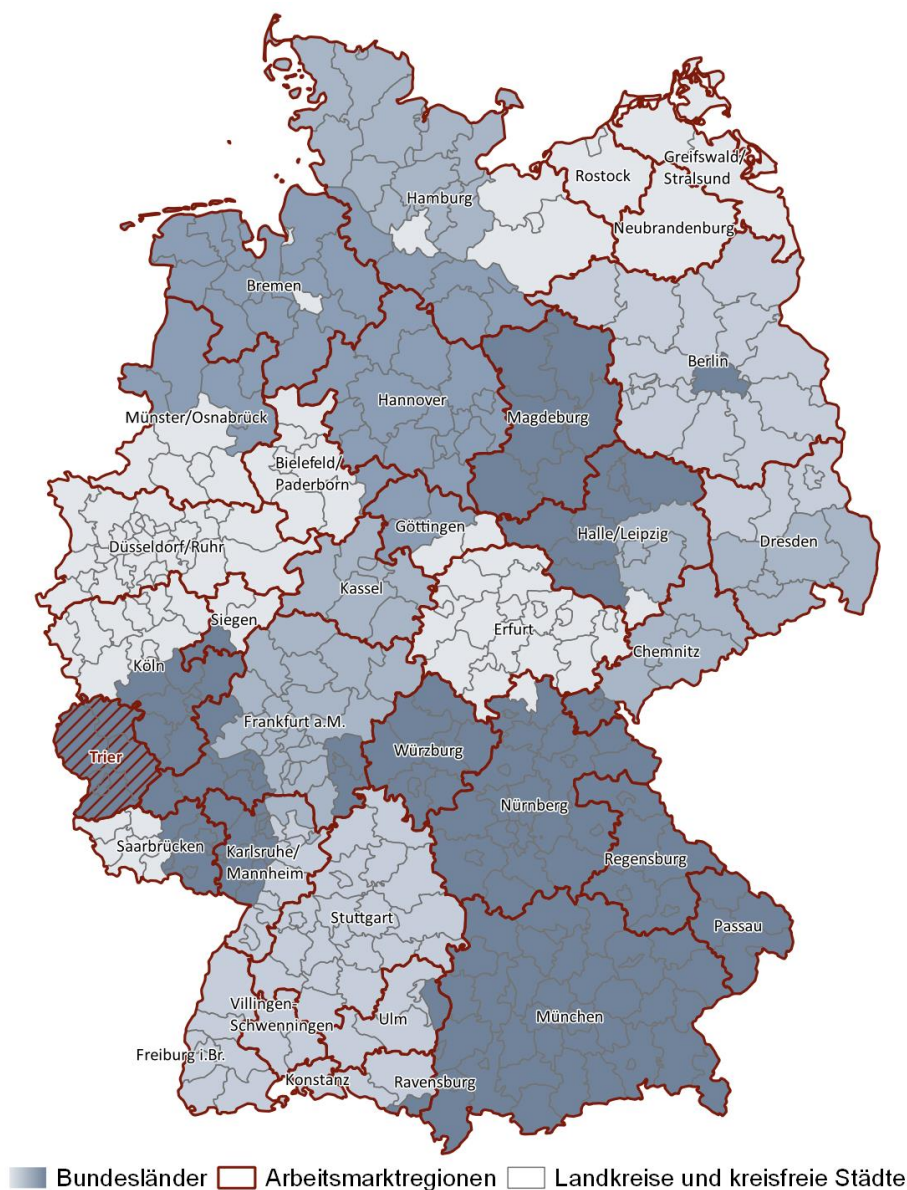 Greifswald/
Stralsund
Rostock
Hamburg
Neubrandenburg
Bremen
Berlin
Hannover
Münster/Osnabrück
Magdeburg
Bielefeld/
Paderborn
Göttingen
Halle/Leipzig
Düsseldorf/Ruhr
Dresden
Kassel
Siegen
Erfurt
Chemnitz
Köln
Frankfurt a.M.
Trier
Würzburg
Nürnberg
Saarbrücken
Karlsruhe/
Mannheim
Regensburg
Stuttgart
Passau
Villingen-
Schwenningen
Ulm
München
Freiburg i.Br.
Konstanz
Ravensburg
Bundesländer Arbeitsmarktregionen Landkreise und kreisfreie Städte